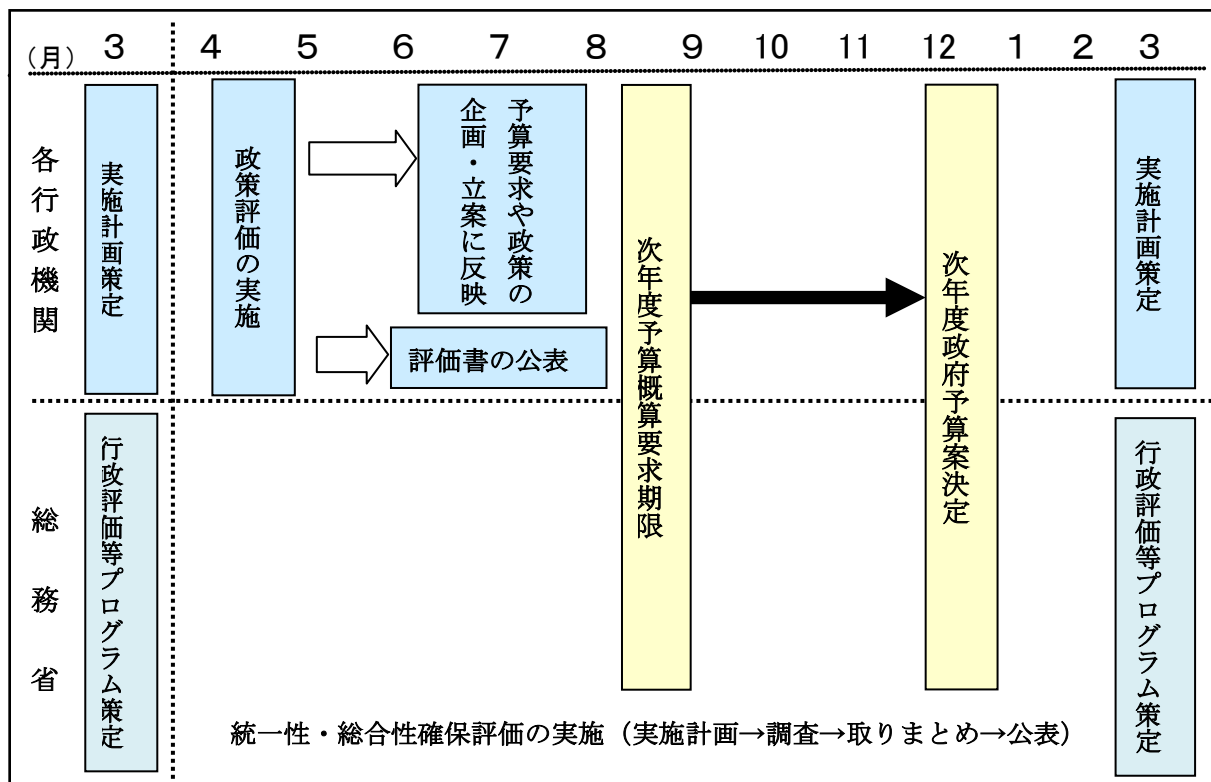 （月） 3 4 5 6 7 8 9 10 11 12 1 2 3
各行政機関
実施計画策定
政策評価の実施
予算要求や政策の
企画・立案に反映
評価書の公表
次年度予算概算要求期限
次年度政府予算案決定
実施計画策定
総務省
行政評価等プログラム策定
統一性・総合性確保評価の実施（実施計画→調査→取りまとめ→公表）
行政評価等プログラム策定